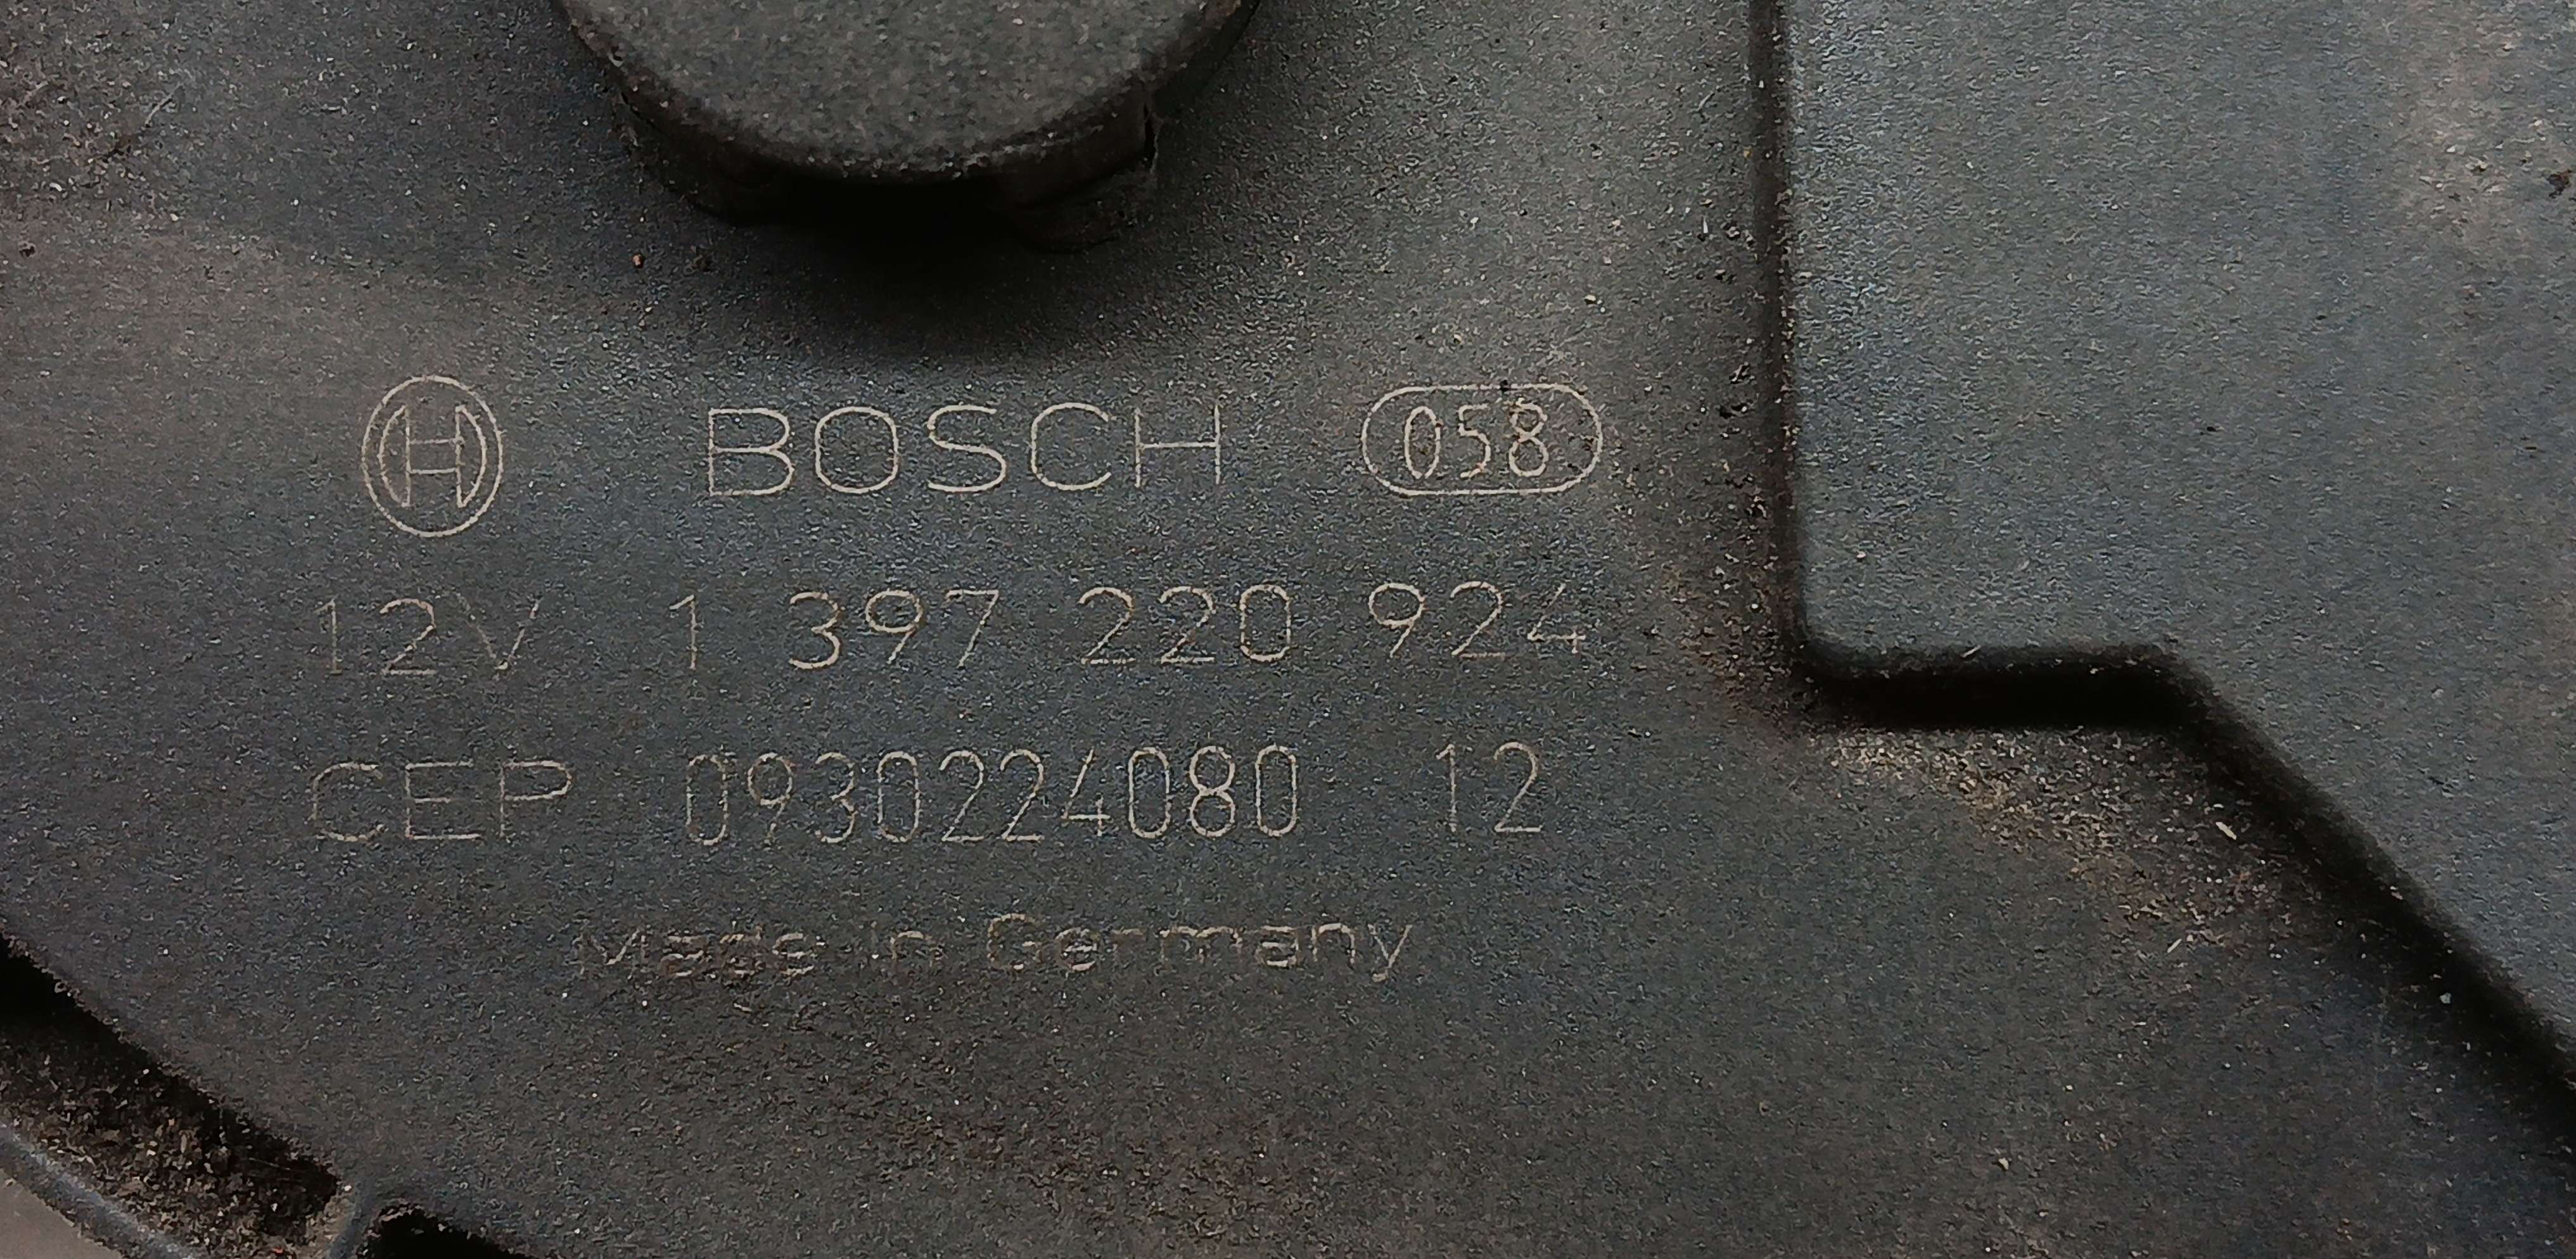 BOSCH 058
12V 1 397 220 924
CEP 0930224080 12
Made in Germany